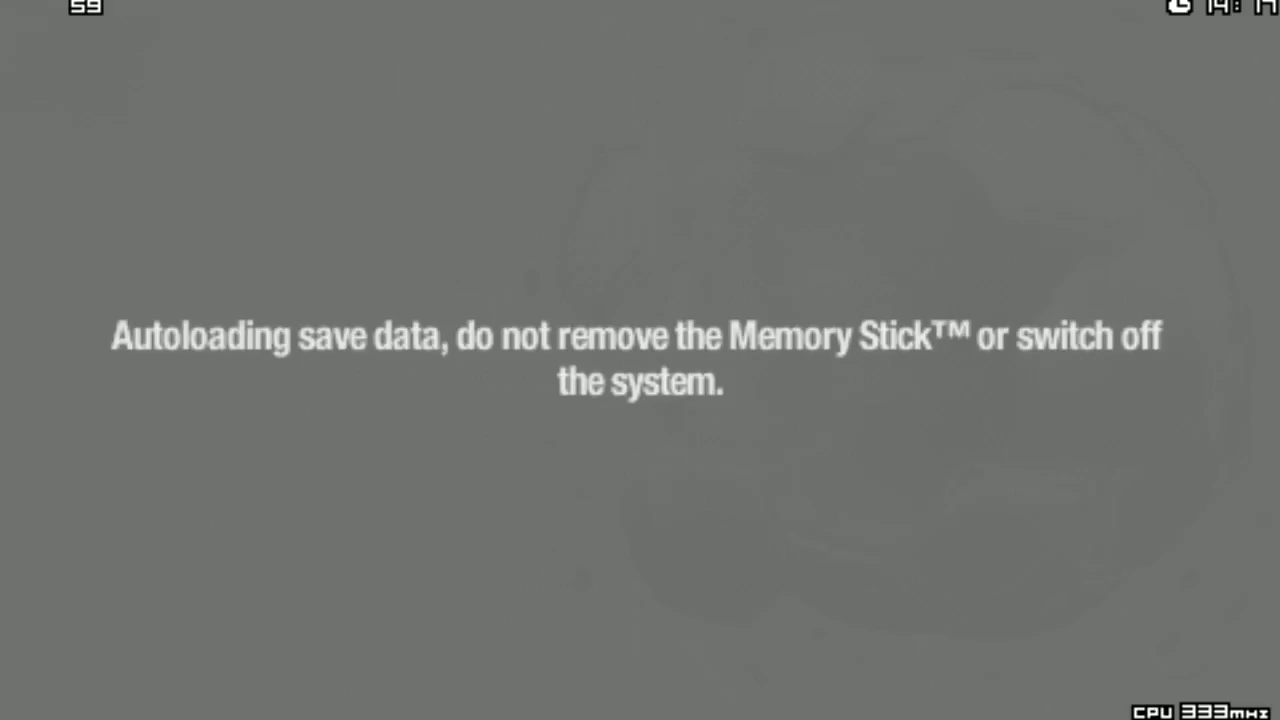 59
14: 17
Autoloading save data, do not remove the Memory Stick™ or switch off
the system.
CPU 333MHZ